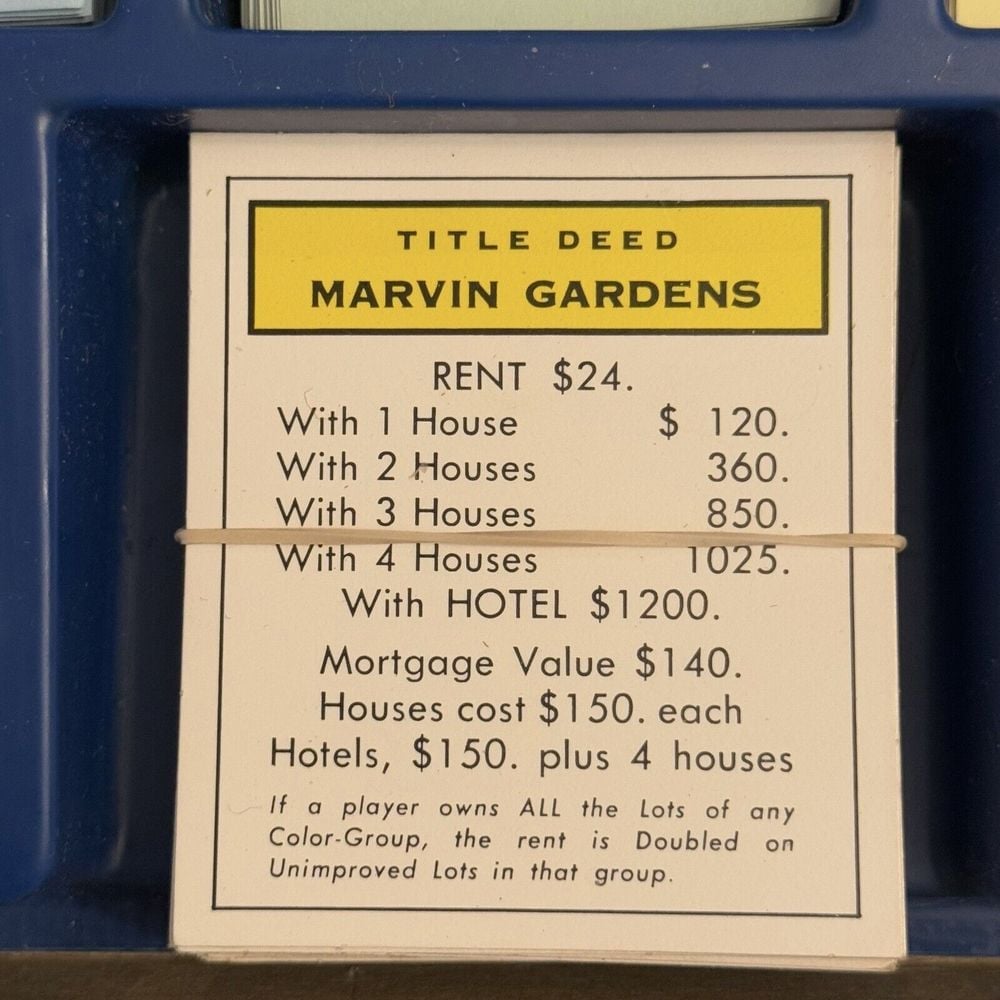 TITLE DEED
MARVIN GARDENS
RENT $24.
With 1 House $ 120.
With 2 Houses 360.
With 3 Houses 850.
With 4 Houses 1025.
With HOTEL $1200.
Mortgage Value $140.
Houses cost $150. each
Hotels, $150. plus 4 houses
If a player owns ALL the Lots of any
Color-Group, the rent is Doubled on
Unimproved Lots in that group.